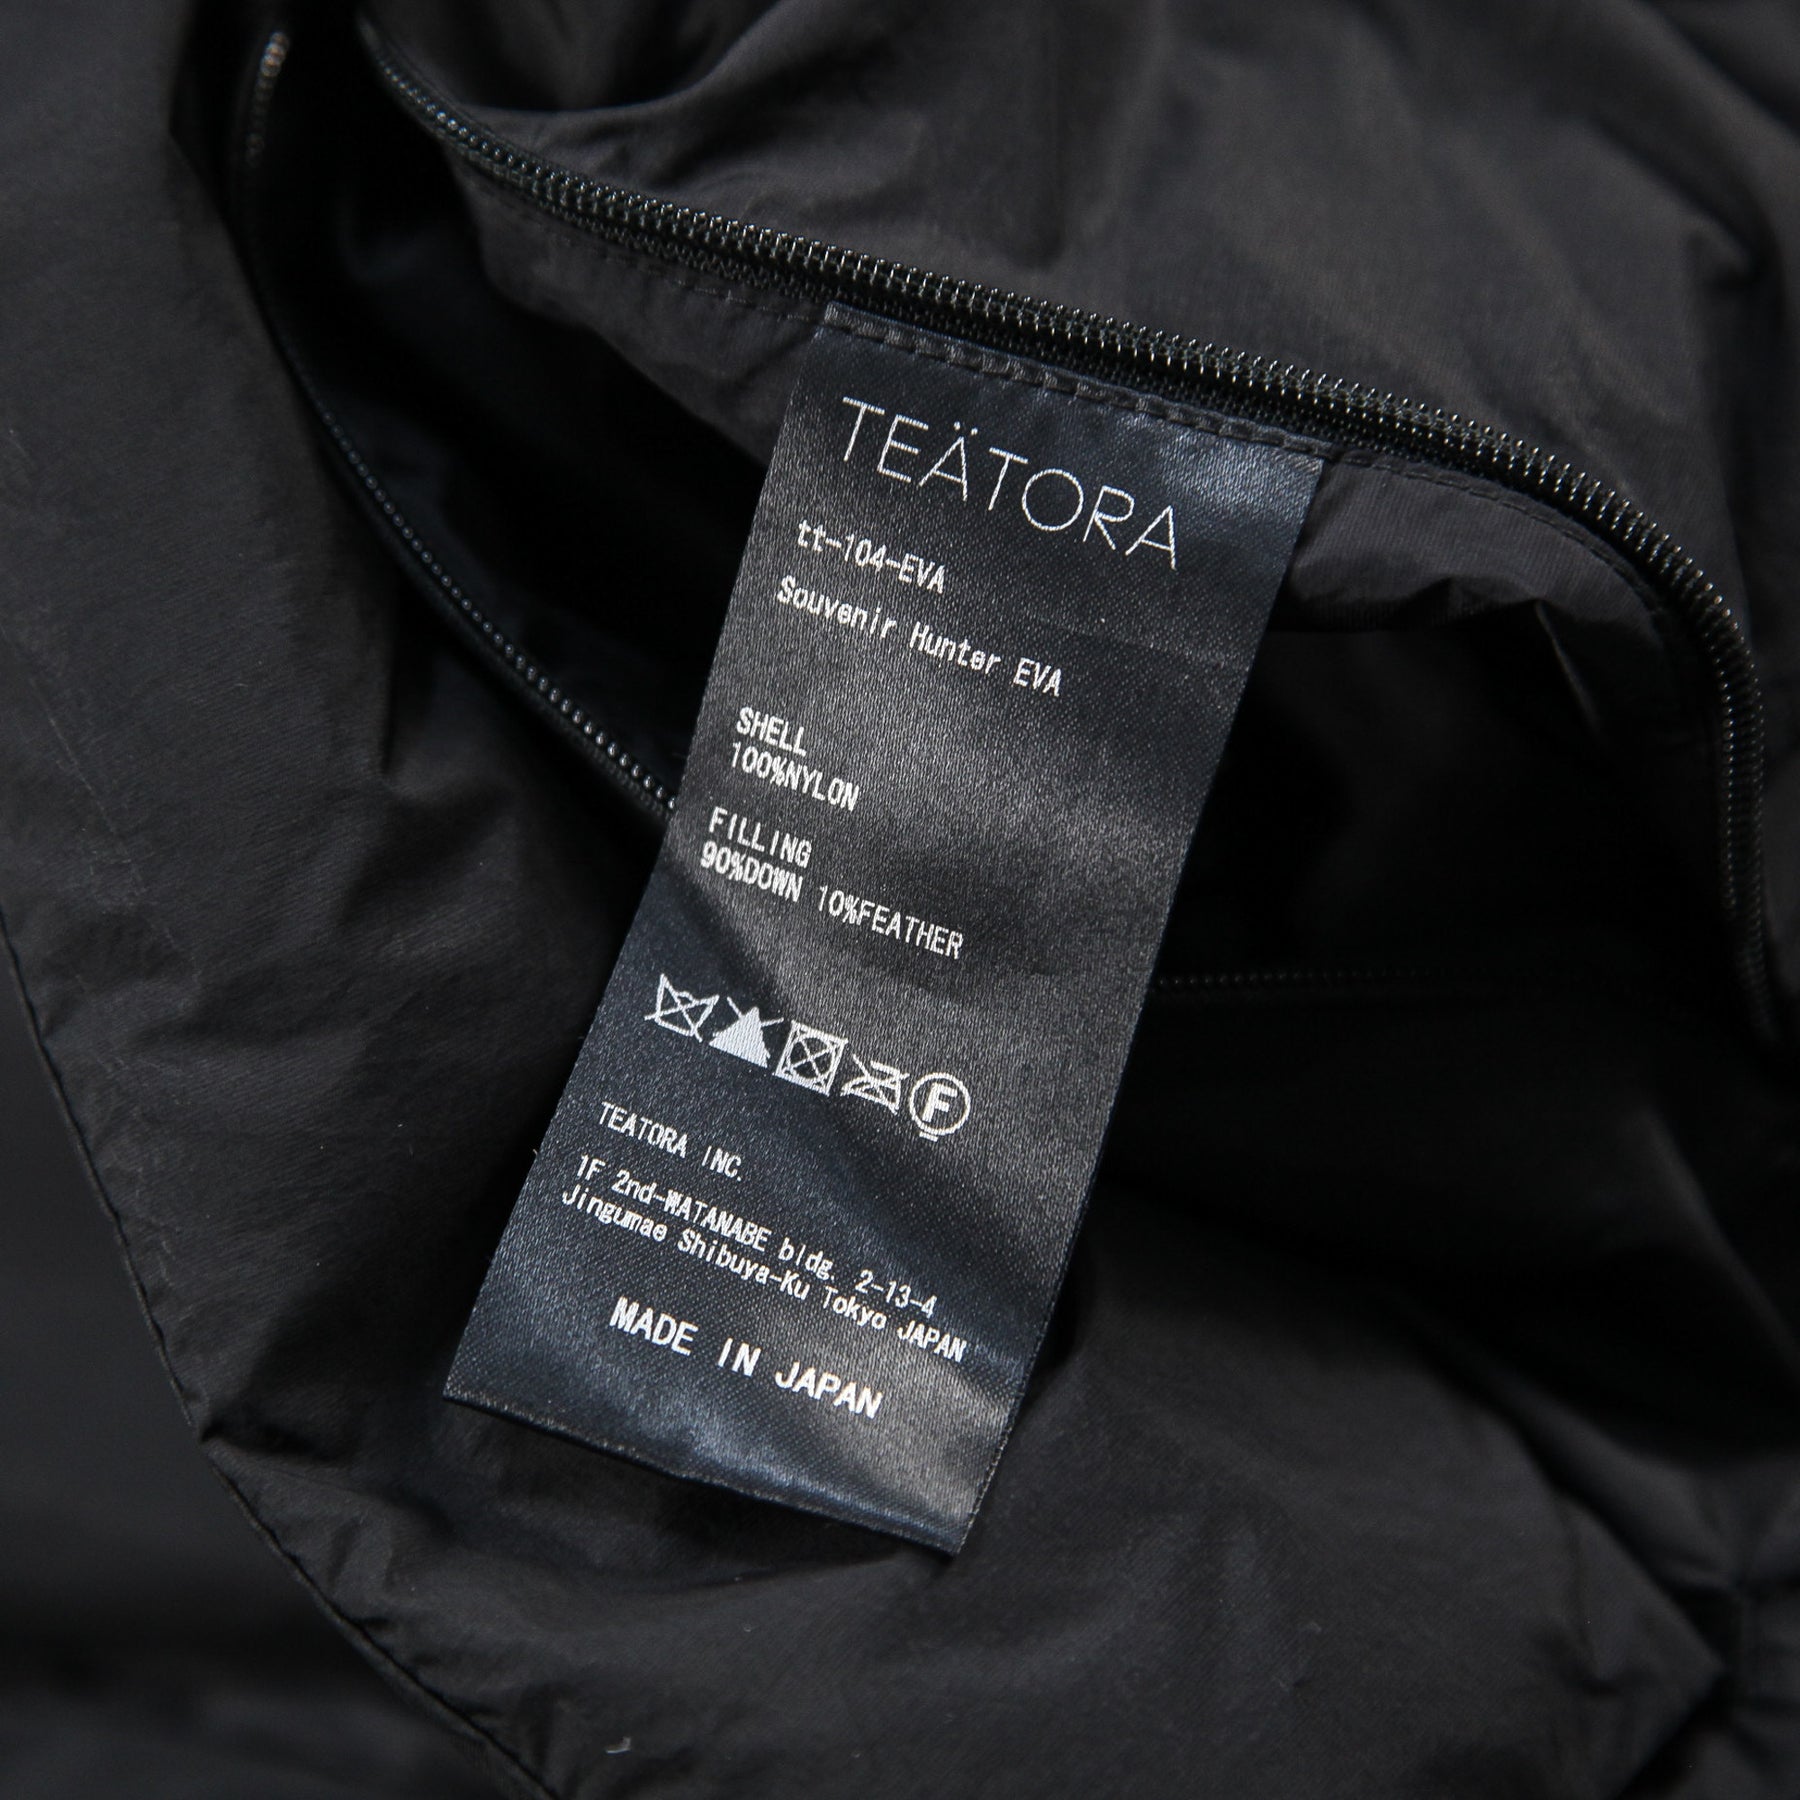 TEÄTORA
tt-104-EVA
Souvenir Hunter EVA
SHELL
100%NYLON
FILLING
90%DOWN 10%FEATHER
F
TEATORA INC.
1F 2nd-WATANABE bldg. 2-13-4
Jingumae Shibuya-Ku Tokyo JAPAN
MADE IN JAPAN